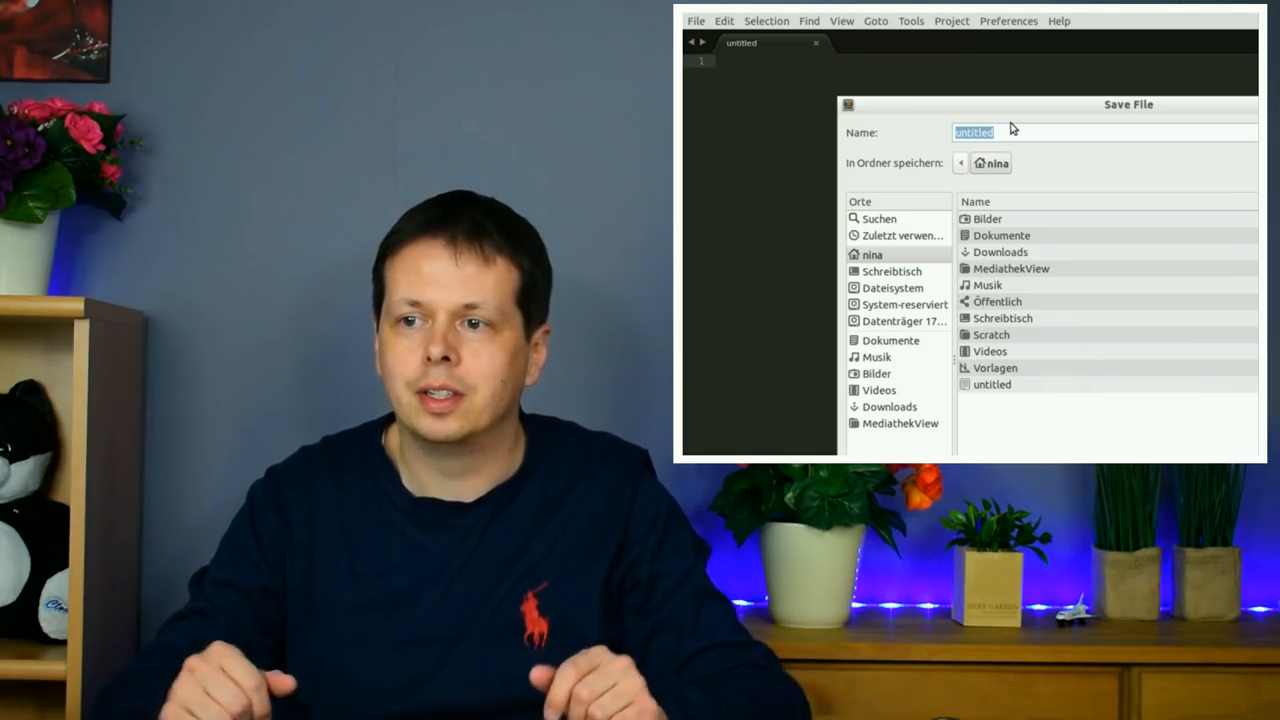 File Edit Selection Find View Goto Tools Project Preferences Help
untitled
1
Save File
Name: untitled
In Ordner speichern: nina
Orte Name
Suchen Bilder
Zuletzt verwen... Dokumente
nina Downloads
Schreibtisch MediathekView
Dateisystem Musik
System-reserviert Öffentlich
Datenträger 17... Schreibtisch
Dokumente Scratch
Musik Videos
Bilder Vorlagen
Videos untitled
Downloads
MediathekView
HERB GARDEN